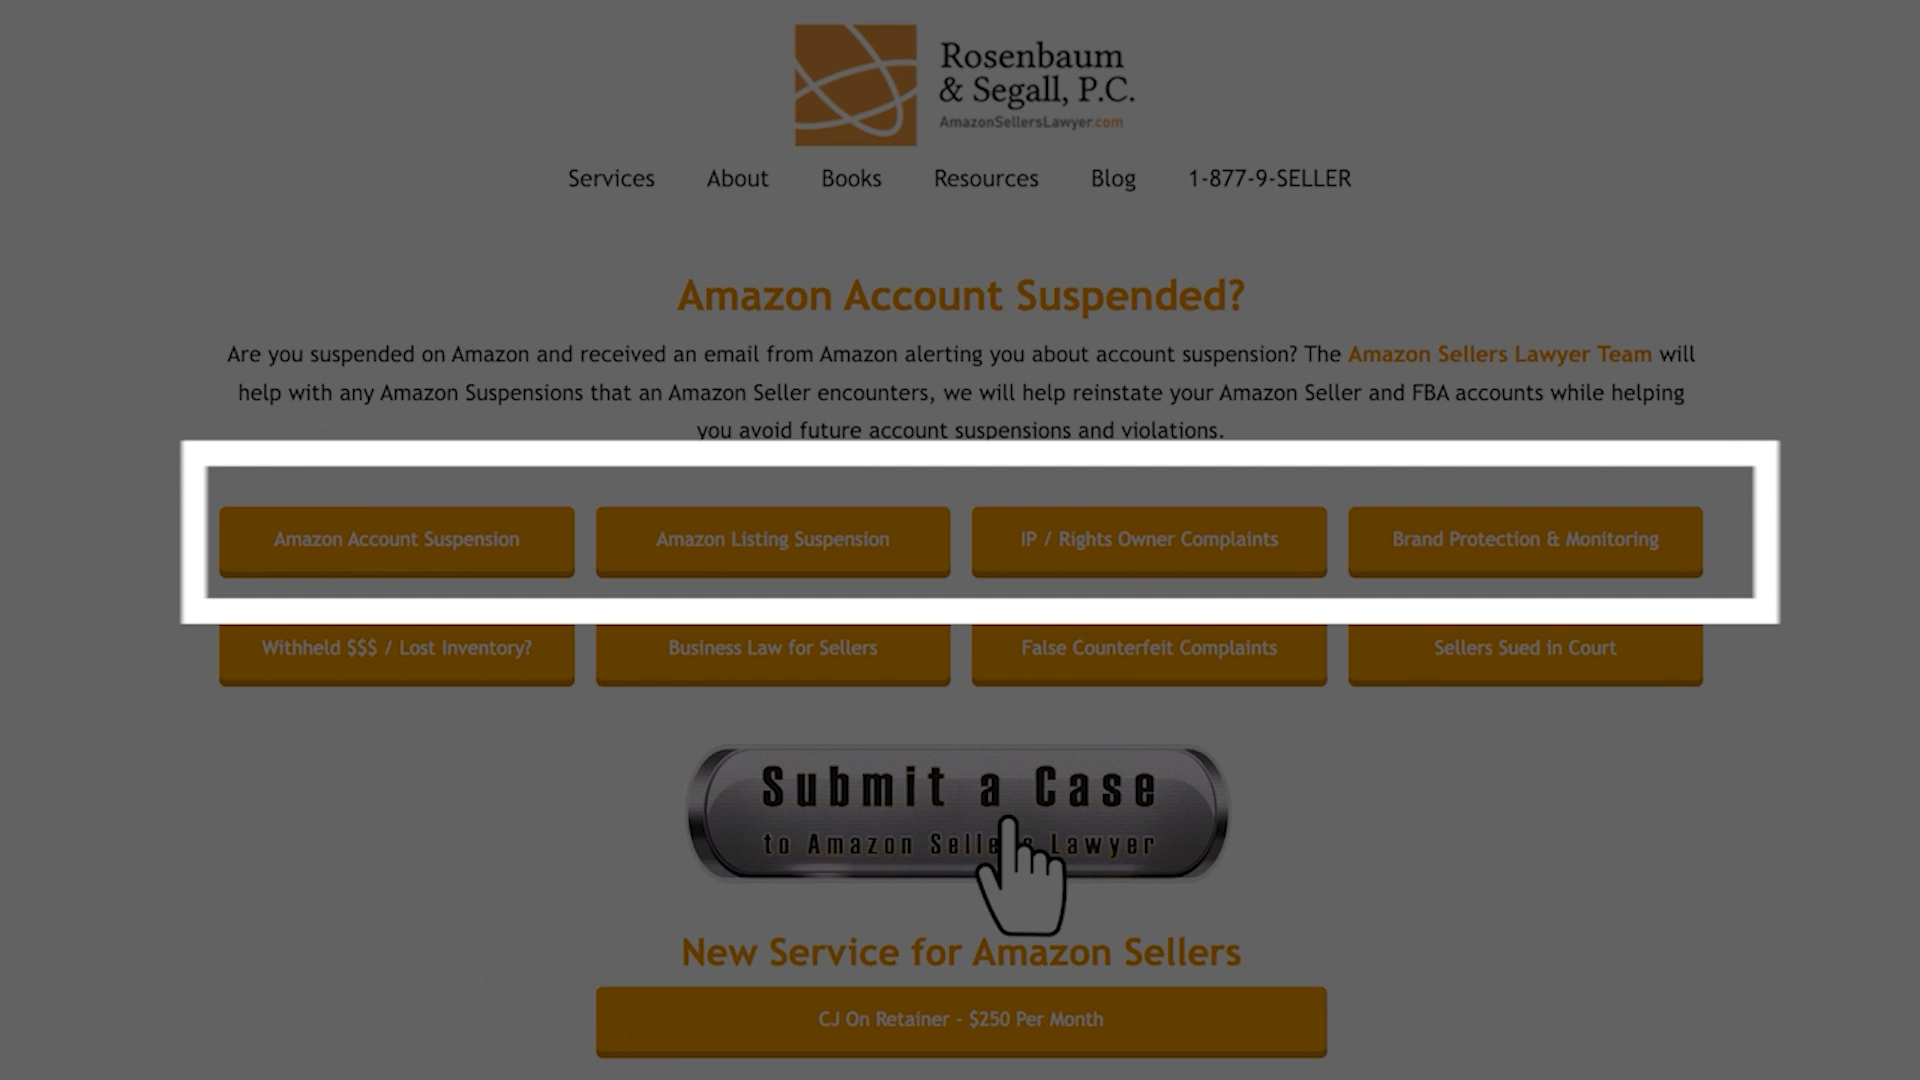 Rosenbaum
& Segall, P.C.
AmazonSellersLawyer.com
Services About Books Resources Blog 1-877-9-SELLER
Amazon Account Suspended?
Are you suspended on Amazon and received an email from Amazon alerting you about account suspension? The Amazon Sellers Lawyer Team will
help with any Amazon Suspensions that an Amazon Seller encounters, we will help reinstate your Amazon Seller and FBA accounts while helping
you avoid future account suspensions and violations.
Amazon Account Suspension Amazon Listing Suspension IP / Rights Owner Complaints Brand Protection & Monitoring
Withheld $$$ / Lost Inventory? Business Law for Sellers False Counterfeit Complaints Sellers Sued in Court
Submit a Case
to Amazon Sellers Lawyer
New Service for Amazon Sellers
CJ On Retainer - $250 Per Month